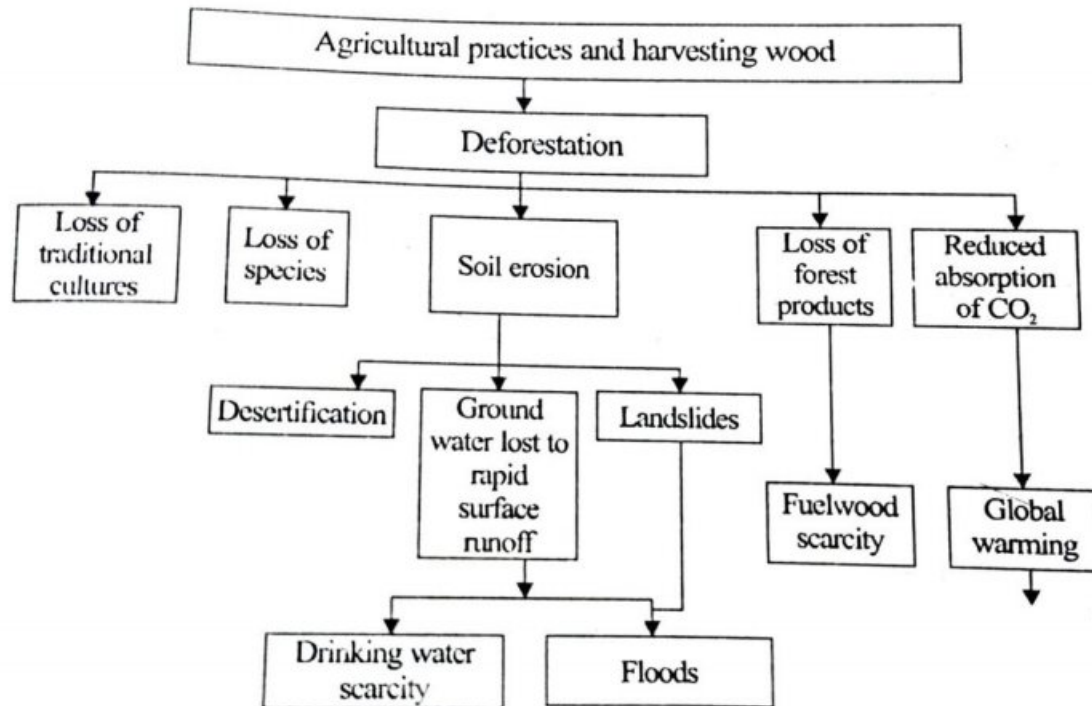 Agricultural practices and harvesting wood
Deforestation
Loss of
traditional
cultures
Loss of
species
Soil erosion
Loss of
forest
products
Reduced
absorption
of CO₂
Desertification
Ground
water lost to
rapid
surface
runoff
Landslides
Fuelwood
scarcity
Global
warming
Drinking water
scarcity
Floods